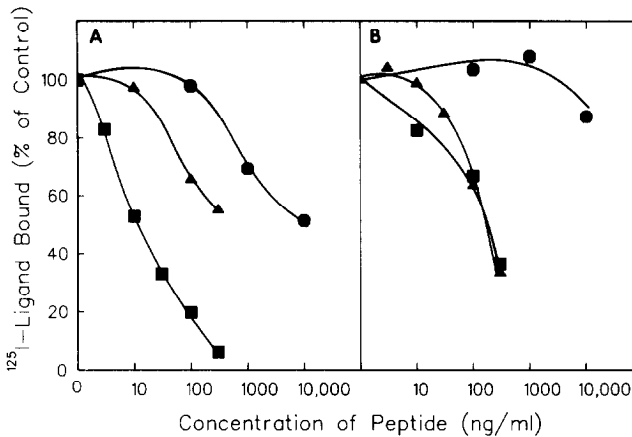 A
B
100
80
60
40
20
0
¹²⁵I-Ligand Bound (% of Control)
0 10 100 1000 10,000
10 100 1000 10,000
Concentration of Peptide (ng/ml)